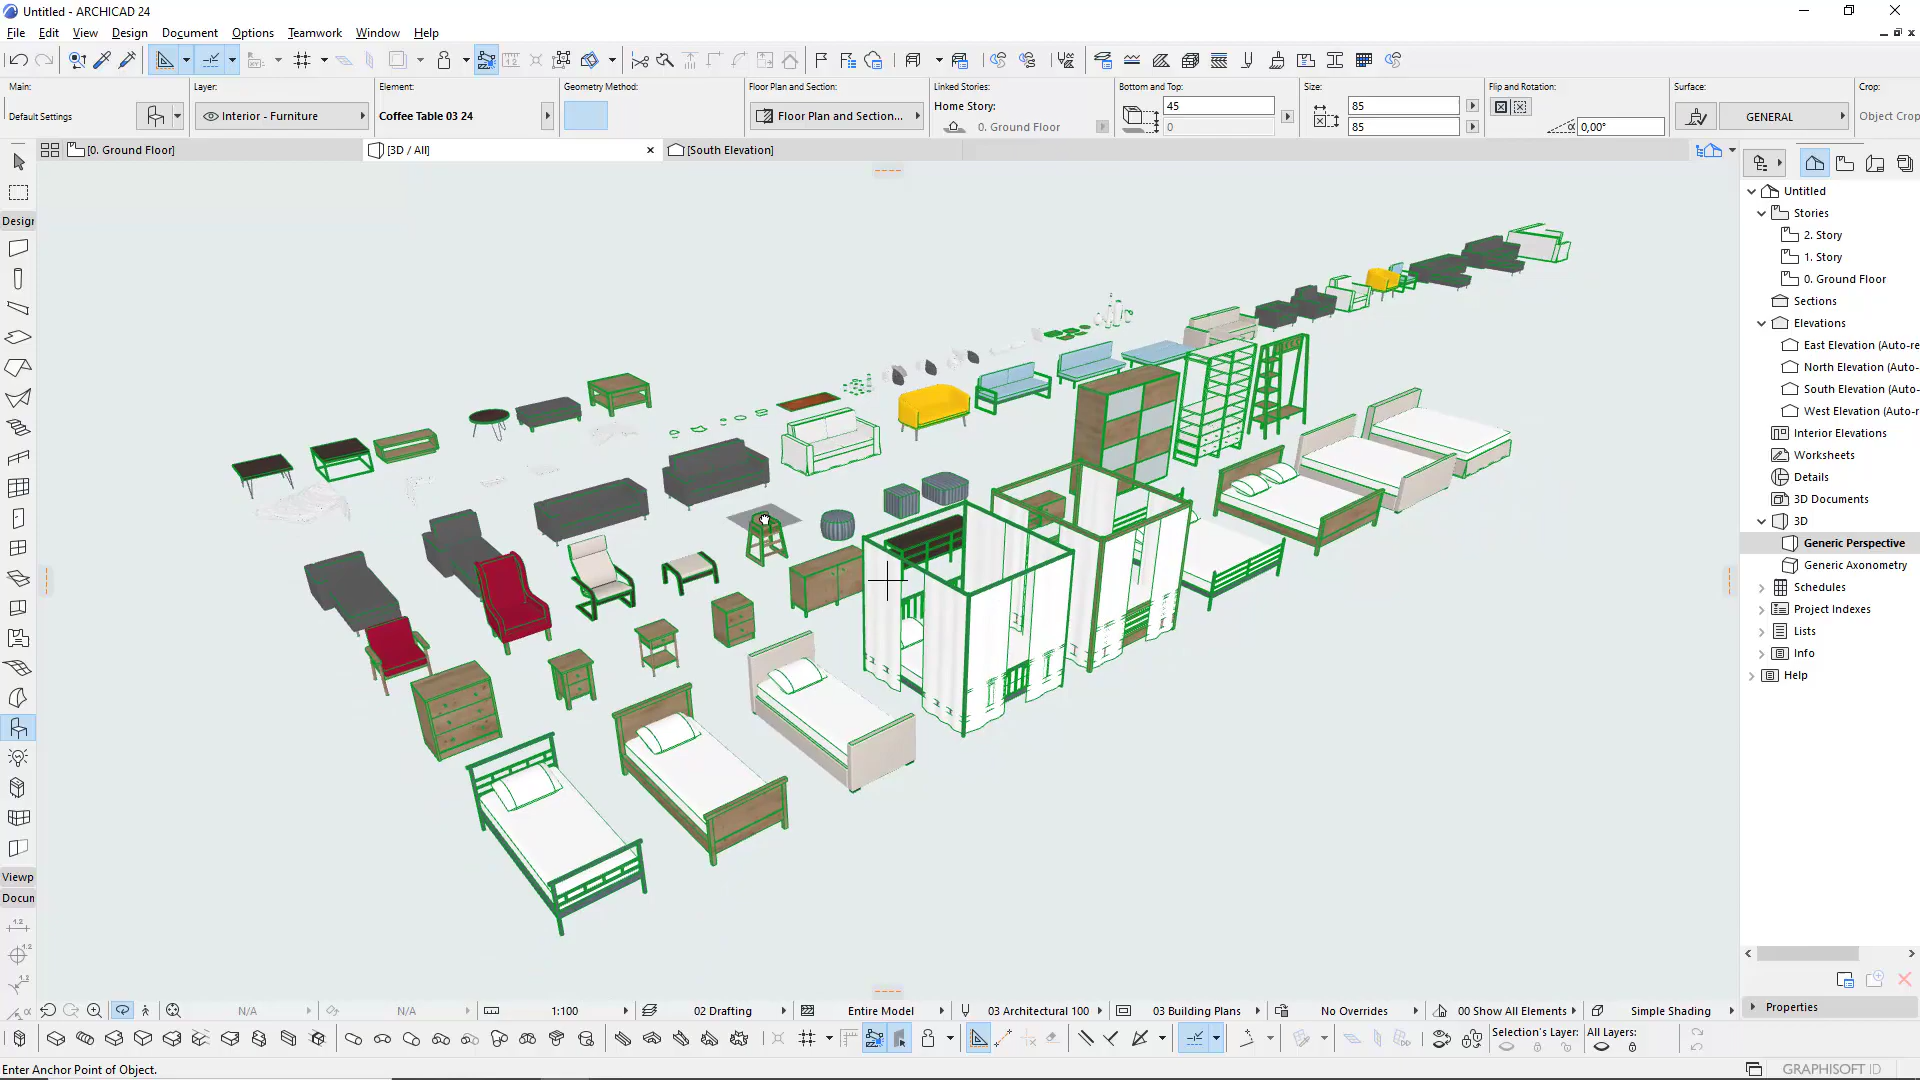 Untitled - ARCHICAD 24
File Edit View Design Document Options Teamwork Window Help
Main: Layer: Element: Geometry Method: Floor Plan and Section: Linked Stories: Bottom and Top: Size: Flip and Rotation: Surface: Crop:
Default Settings Interior - Furniture Coffee Table 03 24 Floor Plan and Section... Home Story: 0. Ground Floor 45 0 85 85 0,00° GENERAL Object Crop
[0. Ground Floor] [3D / All] [South Elevation]
Design
Viewp
Docun
Untitled
Stories
2. Story
1. Story
0. Ground Floor
Sections
Elevations
East Elevation (Auto-re
North Elevation (Auto-
South Elevation (Auto-
West Elevation (Auto-r
Interior Elevations
Worksheets
Details
3D Documents
3D
Generic Perspective
Generic Axonometry
Schedules
Project Indexes
Lists
Info
Help
Properties
N/A N/A 1:100 02 Drafting Entire Model 03 Architectural 100 03 Building Plans No Overrides 00 Show All Elements Simple Shading
Selection's Layer: All Layers:
Enter Anchor Point of Object. GRAPHISOFT ID